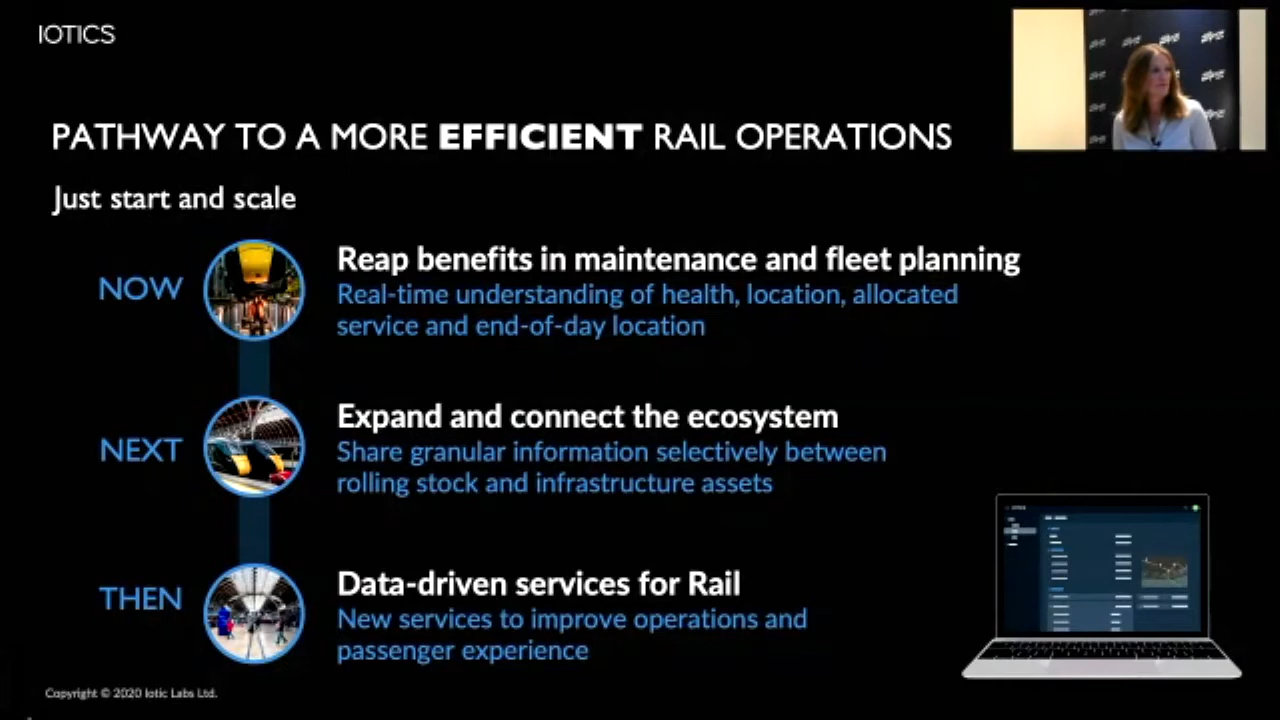 IOTICS
PATHWAY TO A MORE EFFICIENT RAIL OPERATIONS
Just start and scale
NOW
Reap benefits in maintenance and fleet planning
Real-time understanding of health, location, allocated
service and end-of-day location
NEXT
Expand and connect the ecosystem
Share granular information selectively between
rolling stock and infrastructure assets
THEN
Data-driven services for Rail
New services to improve operations and
passenger experience
Copyright © 2020 Iotic Labs Ltd.